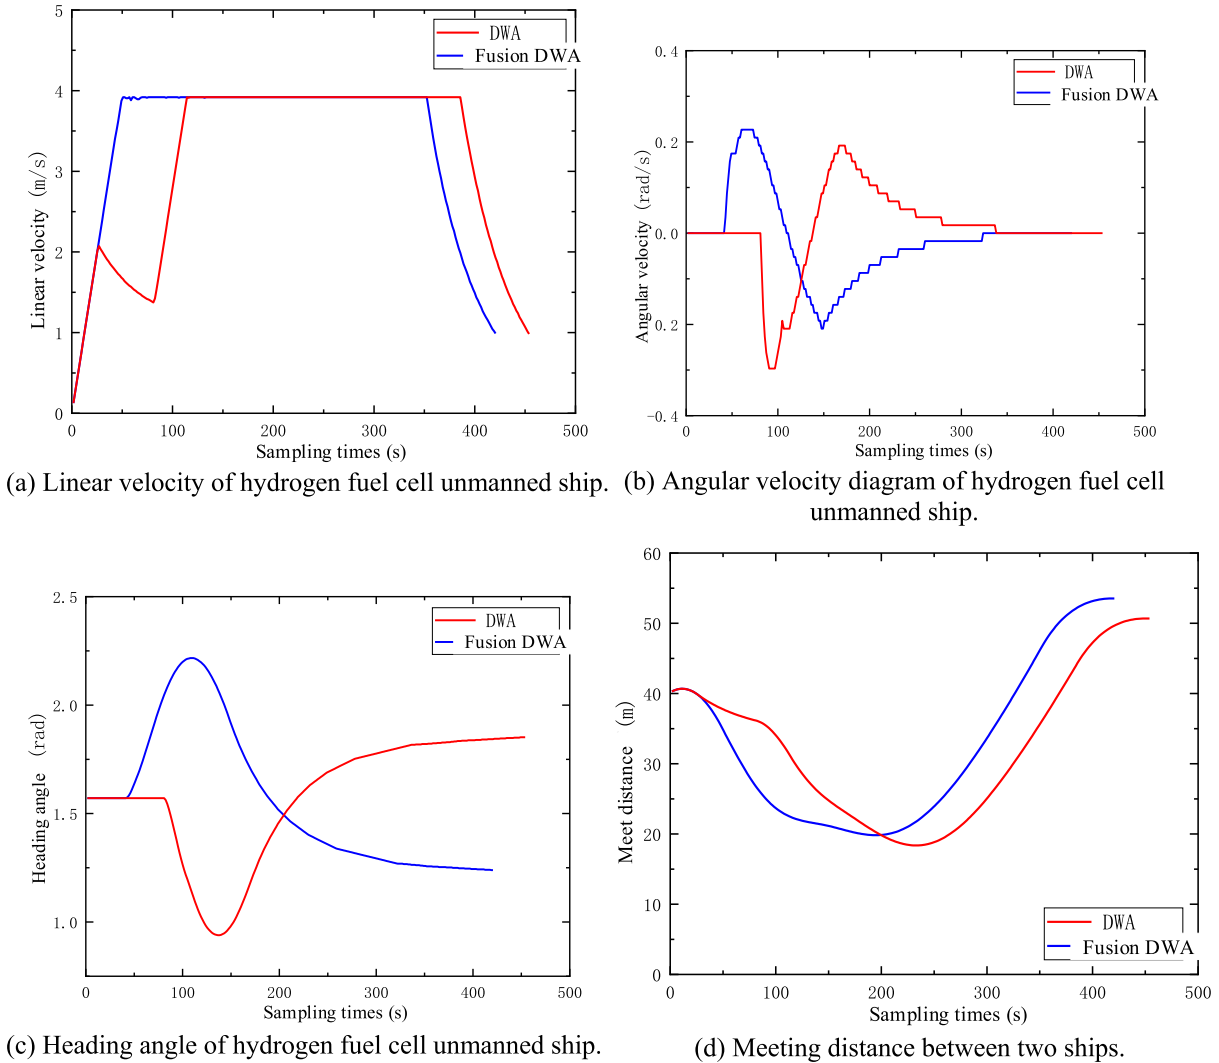 5
4
3
2
1
0
0
100
200
300
400
500
Linear velocity (m/s)
Sampling times (s)
DWA
Fusion DWA
(a) Linear velocity of hydrogen fuel cell unmanned ship.
0.4
0.2
0.0
0.2
-0.4
0
100
200
300
400
500
Angular velocity (rad/s)
Sampling times (s)
DWA
Fusion DWA
(b) Angular velocity diagram of hydrogen fuel cell
unmanned ship.
2.5
2.0
1.5
1.0
0
100
200
300
400
500
Heading angle (rad)
Sampling times (s)
DWA
Fusion DWA
(c) Heading angle of hydrogen fuel cell unmanned ship.
60
50
40
30
20
10
0
0
100
200
300
400
500
Meet distance (m)
Sampling times (s)
DWA
Fusion DWA
(d) Meeting distance between two ships.